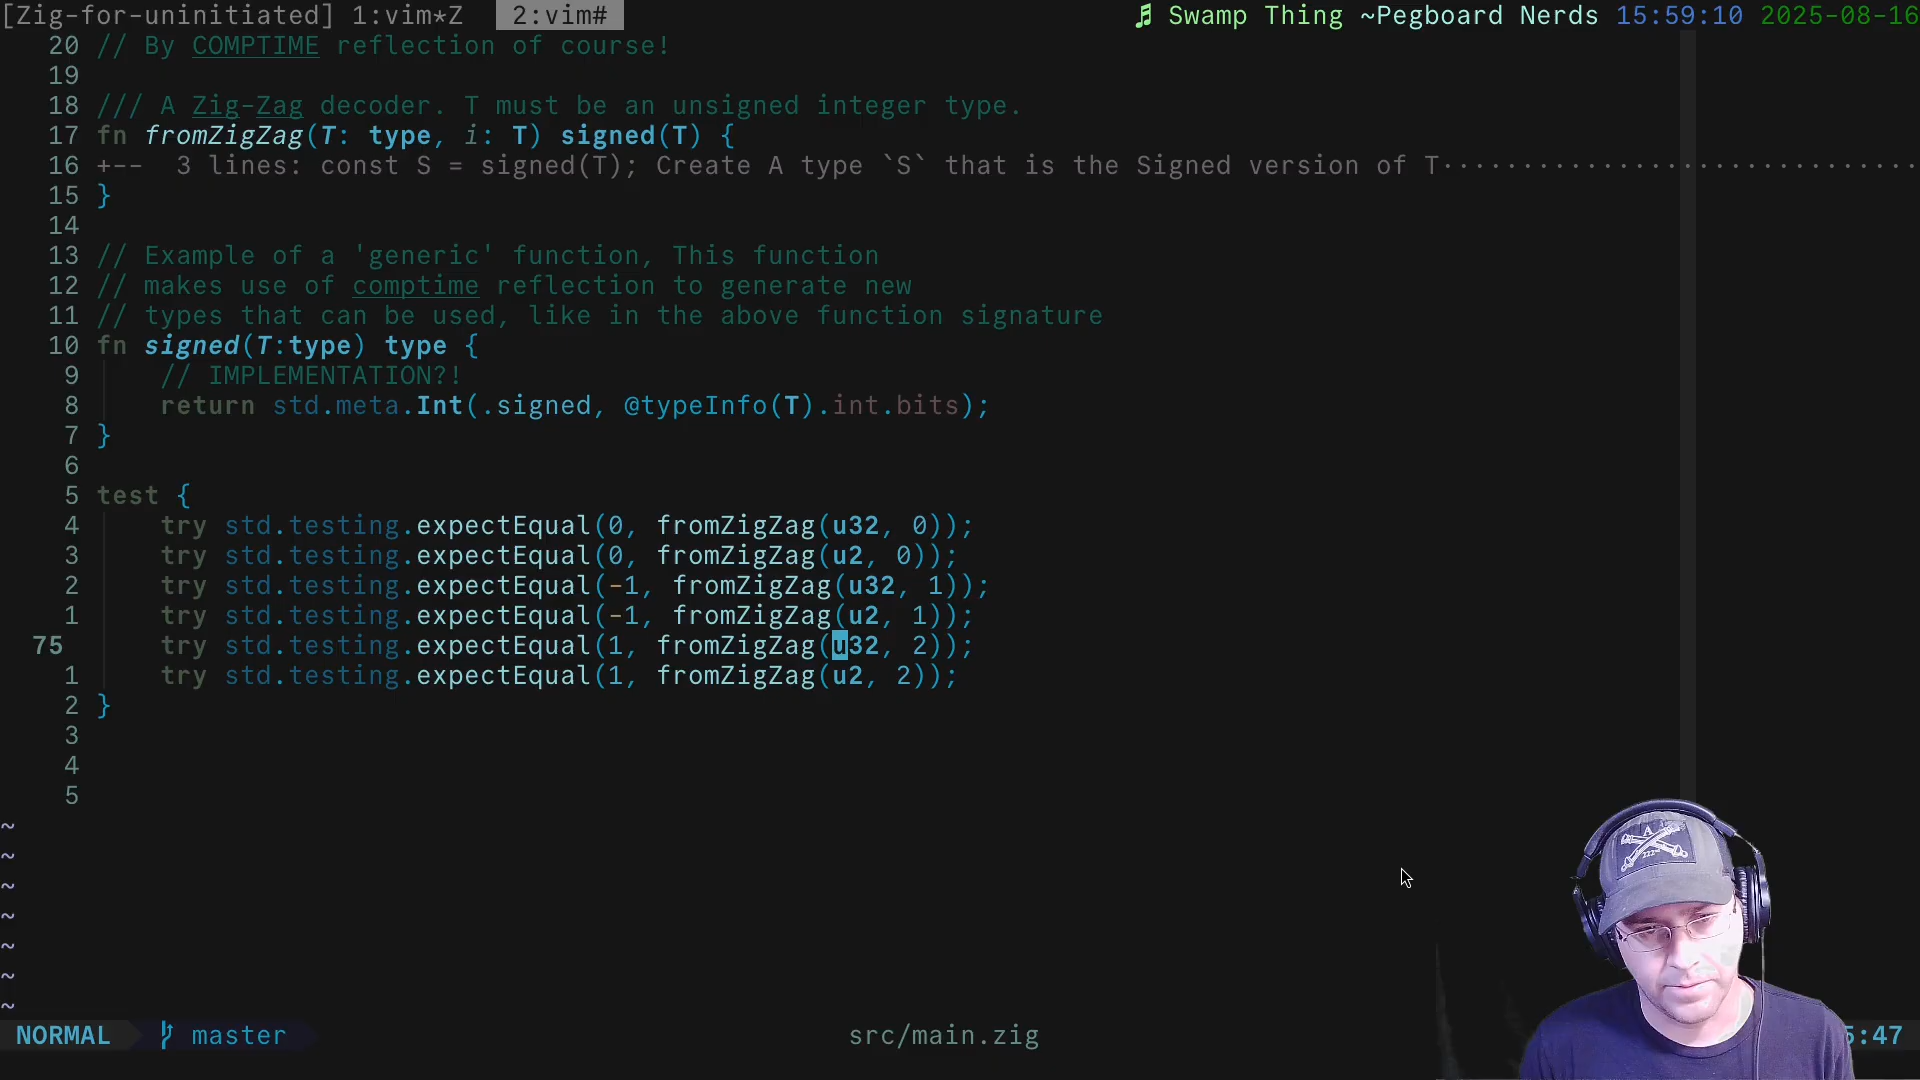 [Zig-for-uninitiated] 1:vim*Z 2:vim# ♬ Swamp Thing ~Pegboard Nerds 15:59:10 2025-08-16
20 // By COMPTIME reflection of course!
19
18 /// A Zig-Zag decoder. T must be an unsigned integer type.
17 fn fromZigZag(T: type, i: T) signed(T) {
16 +-- 3 lines: const S = signed(T); Create A type `S` that is the Signed version of T······························
15 }
14
13 // Example of a 'generic' function, This function
12 // makes use of comptime reflection to generate new
11 // types that can be used, like in the above function signature
10 fn signed(T:type) type {
9 // IMPLEMENTATION?!
8 return std.meta.Int(.signed, @typeInfo(T).int.bits);
7 }
6
5 test {
4 try std.testing.expectEqual(0, fromZigZag(u32, 0));
3 try std.testing.expectEqual(0, fromZigZag(u2, 0));
2 try std.testing.expectEqual(-1, fromZigZag(u32, 1));
1 try std.testing.expectEqual(-1, fromZigZag(u2, 1));
75 try std.testing.expectEqual(1, fromZigZag(u32, 2));
1 try std.testing.expectEqual(1, fromZigZag(u2, 2));
2 }
3
4
5
~
~
~
~
~
~
~
NORMAL master src/main.zig 5:47